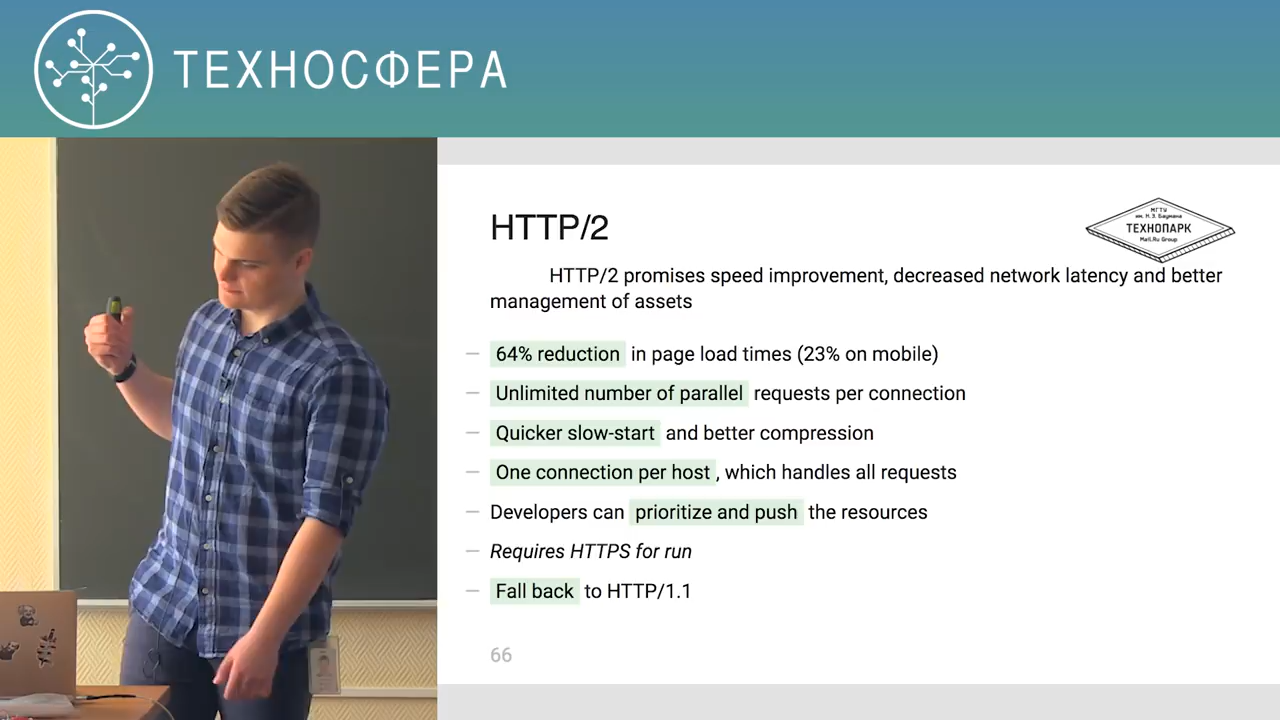 ТЕХНОСФЕРА
HTTP/2
МГТУ
им. Н. Э. Баумана
ТЕХНОПАРК
Mail.Ru Group
HTTP/2 promises speed improvement, decreased network latency and better
management of assets
— 64% reduction in page load times (23% on mobile)
— Unlimited number of parallel requests per connection
— Quicker slow-start and better compression
— One connection per host , which handles all requests
— Developers can prioritize and push the resources
— Requires HTTPS for run
— Fall back to HTTP/1.1
66